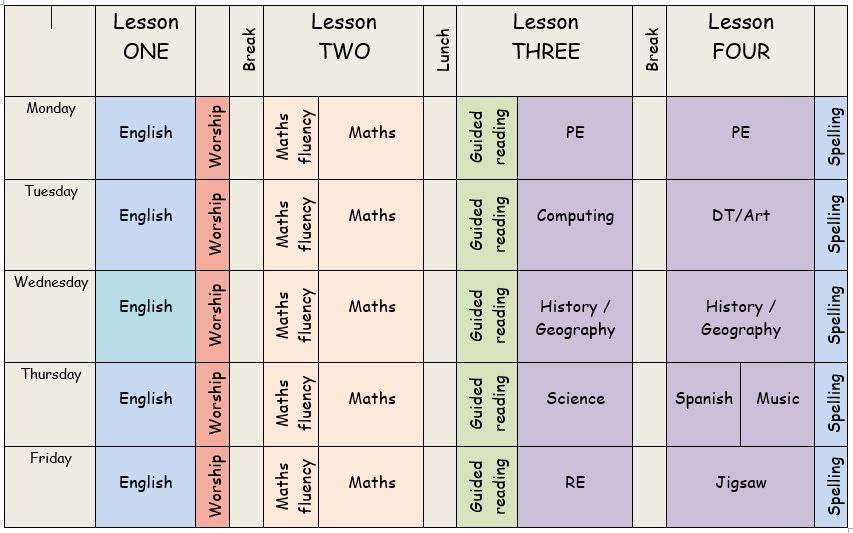 Lesson
ONE
Break
Lesson
TWO
Lunch
Lesson
THREE
Break
Lesson
FOUR
Monday
English
Worship
Maths
fluency
Maths
Guided
reading
PE
PE
Spelling
Tuesday
English
Worship
Maths
fluency
Maths
Guided
reading
Computing
DT/Art
Spelling
Wednesday
English
Worship
Maths
fluency
Maths
Guided
reading
History /
Geography
History /
Geography
Spelling
Thursday
English
Worship
Maths
fluency
Maths
Guided
reading
Science
Spanish
Music
Spelling
Friday
English
Worship
Maths
fluency
Maths
Guided
reading
RE
Jigsaw
Spelling